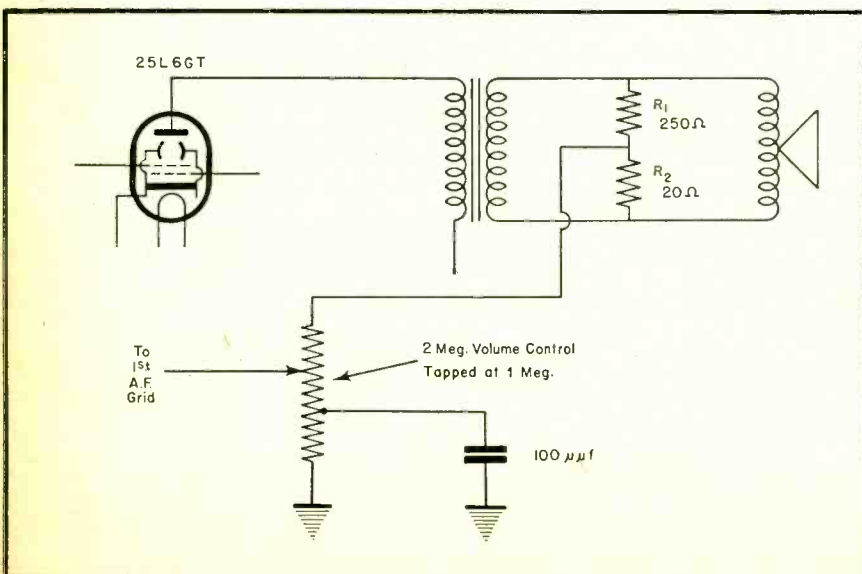 25L6GT
R1
250Ω
R2
20Ω
To
1st
A.F.
Grid
2 Meg. Volume Control
Tapped at 1 Meg.
100 μμf